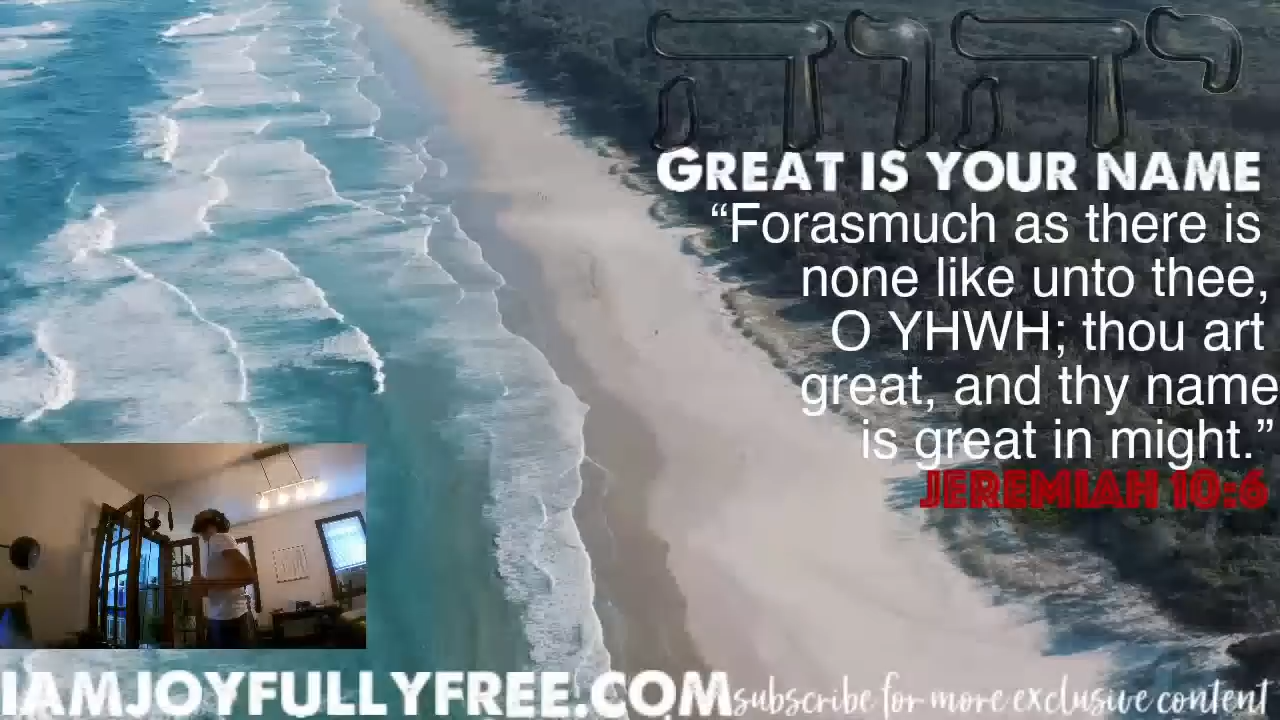 יהוה
GREAT IS YOUR NAME
“Forasmuch as there is
none like unto thee,
O YHWH; thou art
great, and thy name
is great in might.”
JEREMIAH 10:6
IAMJOYFULLYFREE.COM subscribe for more exclusive content